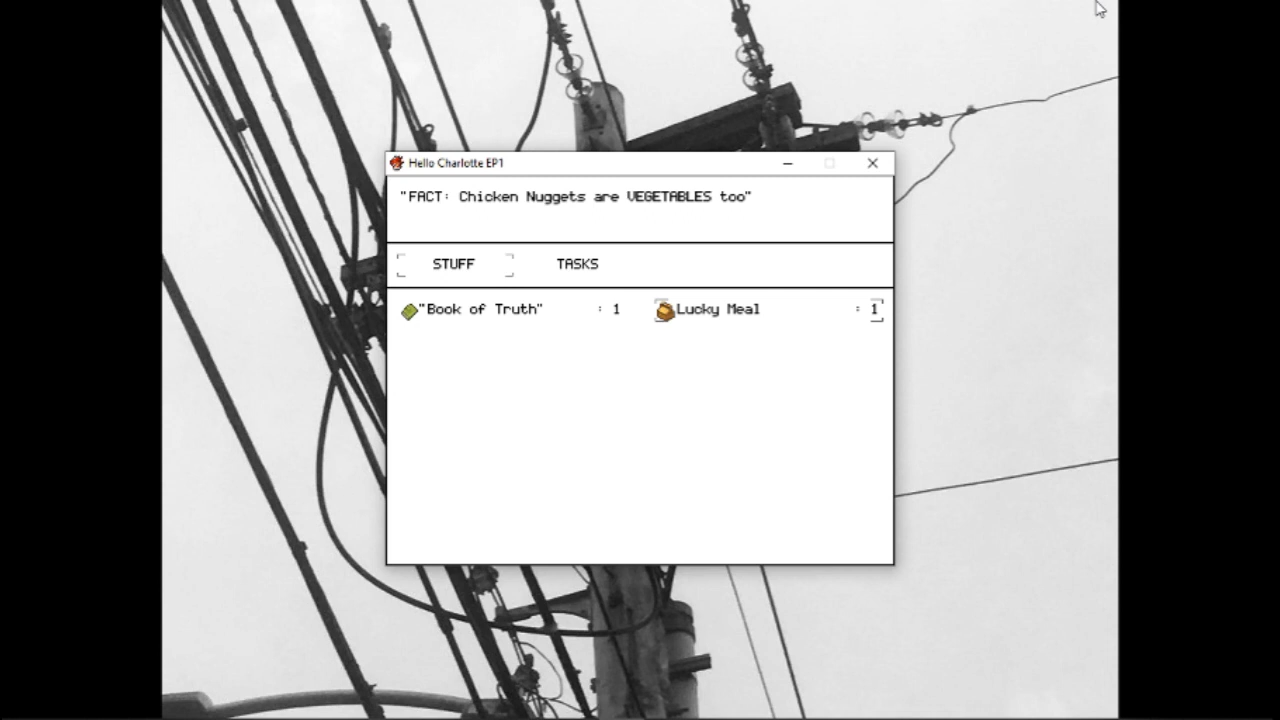 Hello Charlotte EP1
"FACT: Chicken Nuggets are VEGETABLES too"
STUFF TASKS
"Book of Truth" : 1 Lucky Meal : 1